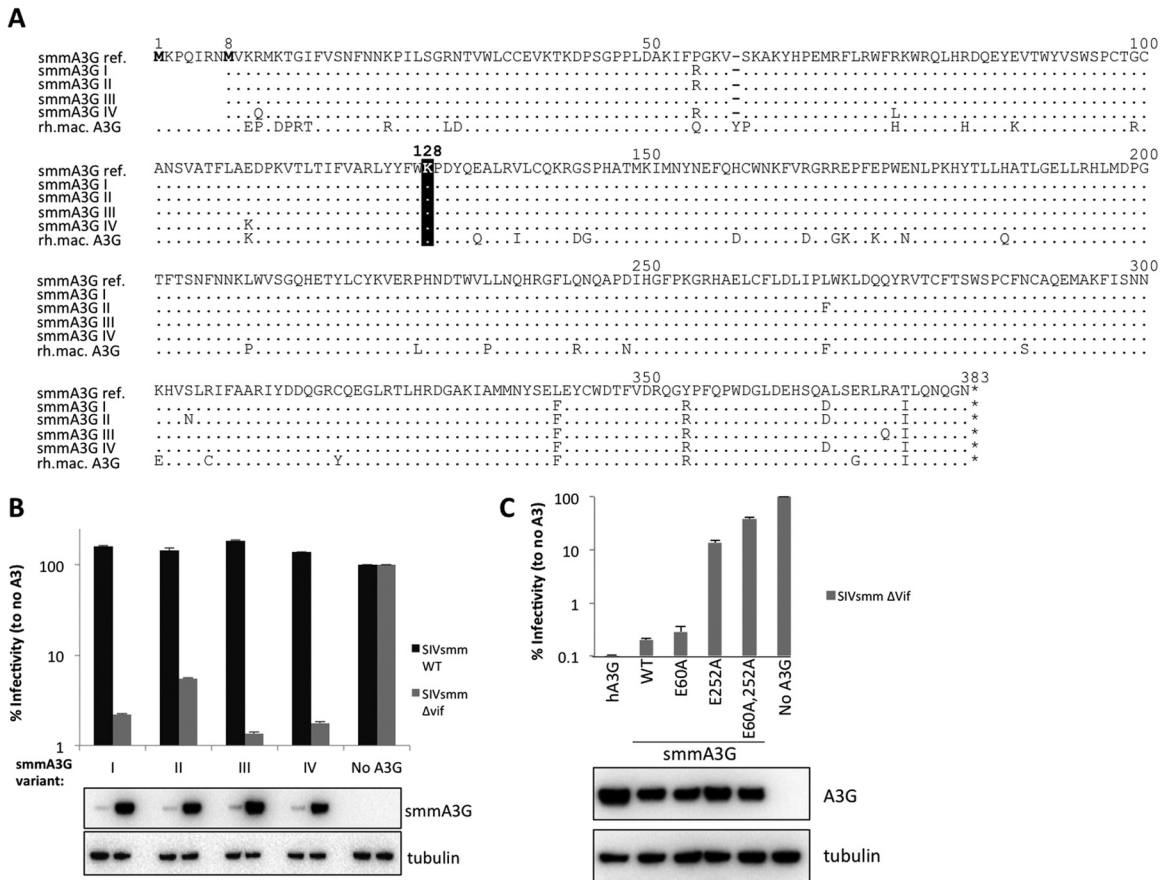 A
1 8 50 100
smmA3G ref. MKPQIRNMVKRMKTGIFVSNFNNKPILSGRNTVWLCCEVKTKDPSGPPLDAKIFPGKV-SKAYHPEMRFLRWFRKWRQLHRDQEYEVTWYVSWSPCTGC
smmA3G I ...............................................R...-.........................................
smmA3G II ...............................................R...-.........................................
smmA3G III ...................................................-.........................................
smmA3G IV ...Q...........................................R...-...............L.........................
rh.mac. A3G .........EP.DPRT.......R.....LD.......................Q...YP..............H......H....K...........R.
128 150 200
smmA3G ref. ANSVATFLAEDPKVTLTIFVARLYYFWKPDYQEALRVLCQKRGSPHATMKIMNYNEFQHCWNKFVRGRREPFEPWENLPKHYTLLHATLGELLRHLMDPG
smmA3G I ....................................................................................................
smmA3G II ....................................................................................................
smmA3G III ....................................................................................................
smmA3G IV .........K..........................................................................................
rh.mac. A3G .........K......................Q...I.....DG..............D......D..GK..K..N.........Q..............
250 300
smmA3G ref. TFTSNFNNKLWVSGQHETYLCYKVERPHNDTWVLLNQHRGFLQNQAPDIHGFPKGRHAELCFLDLIPLWKLDQQYRVTCFTSWSPCFNCAQEMAKFISNN
smmA3G I ....................................................................................................
smmA3G II ...................................................................F................................
smmA3G III ....................................................................................................
smmA3G IV ....................................................................................................
rh.mac. A3G .........P................L......P........R....N...................F...................S............
350 383
smmA3G ref. KHVSLRIFAARIYDDQGRCQEGLRTLHRDGAKIAMMNYSELEYCWDTFVDRQGYPFQPWDGLDEHSQALSERLRATLQNQGN*
smmA3G I ........................................F............R.............D.......I......*
smmA3G II ...N....................................F............R.............D.......I......*
smmA3G III ........................................F............R...................Q.I......*
smmA3G IV ........................................F............R.............D.......I......*
rh.mac. A3G E....C............Y.....................F............R................G....I......*
B
% Infectivity (to no A3)
100
10
1
SIVsmm WT
SIVsmm Δvif
smmA3G variant: I II III IV No A3G
smmA3G
tubulin
C
% Infectivity (to no A3)
100
10
1
0.1
SIVsmm ΔVif
hA3G WT E60A E252A E60A,252A No A3G
smmA3G
A3G
tubulin